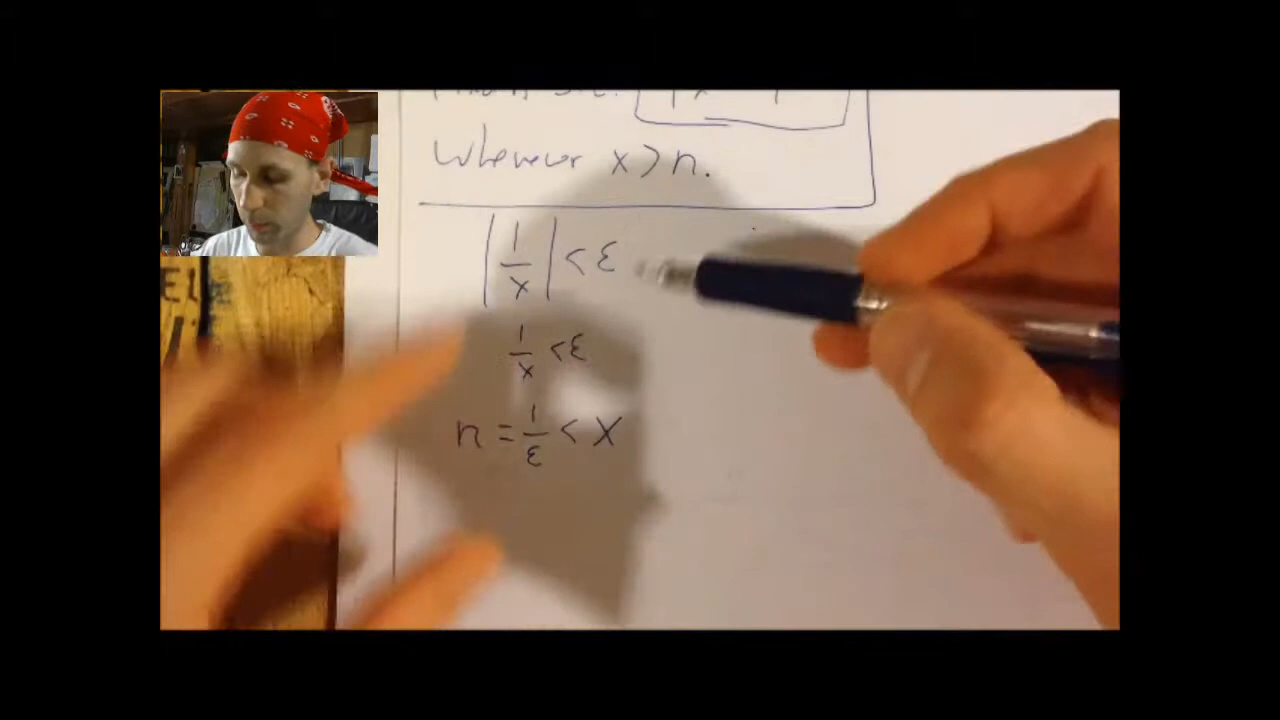 Whenever x > n.
|1/x| < ε
1/x < ε
n = 1/ε < x